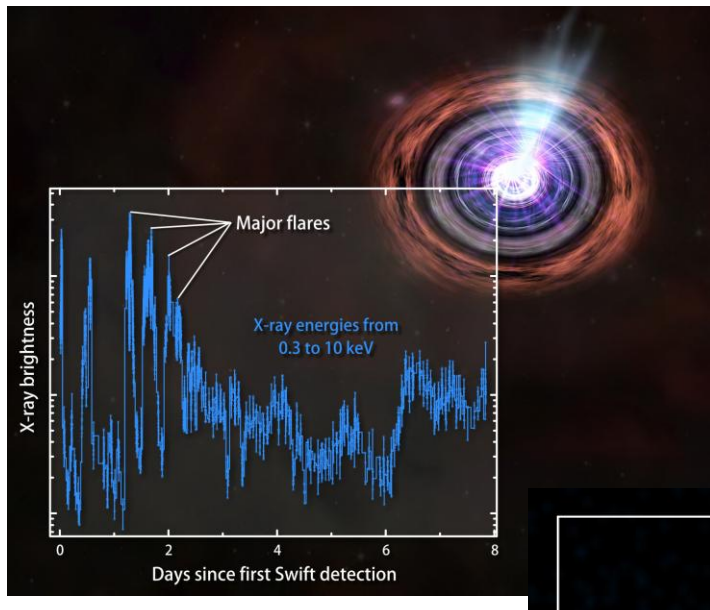 Major flares
X-ray energies from
0.3 to 10 keV
X-ray brightness
0 2 4 6 8
Days since first Swift detection